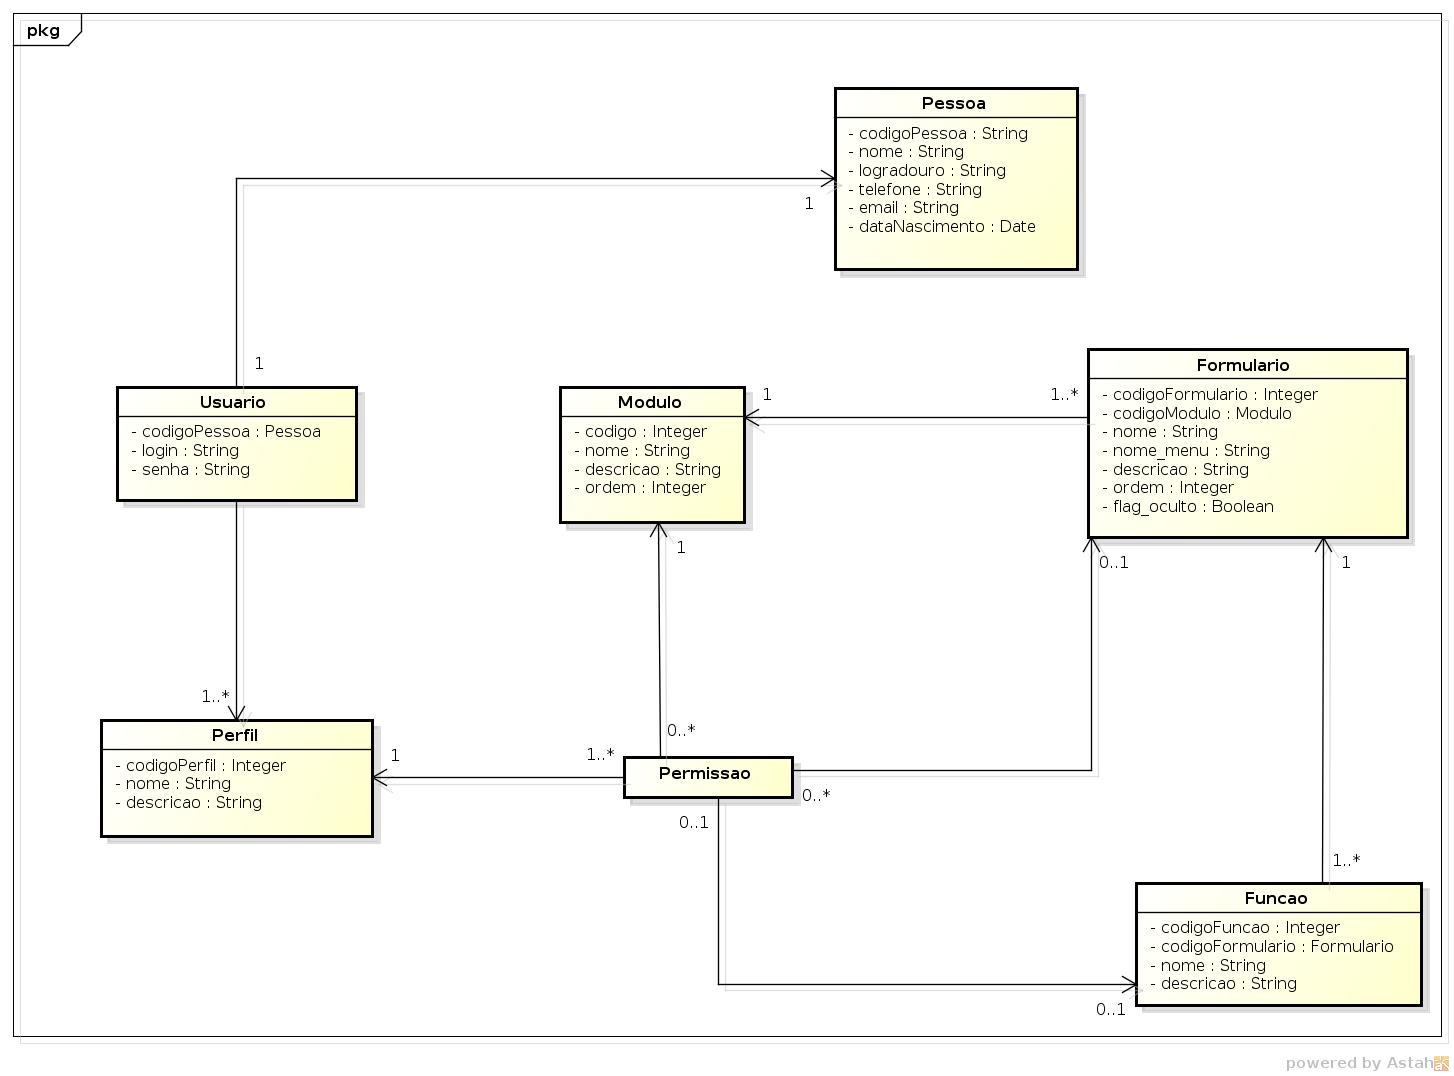 pkg
Pessoa
- codigoPessoa : String
- nome : String
- logradouro : String
- telefone : String
- email : String
- dataNascimento : Date
1
1
Usuario
- codigoPessoa : Pessoa
- login : String
- senha : String
Modulo
- codigo : Integer
- nome : String
- descricao : String
- ordem : Integer
1
1..*
Formulario
- codigoFormulario : Integer
- codigoModulo : Modulo
- nome : String
- nome_menu : String
- descricao : String
- ordem : Integer
- flag_oculto : Boolean
1
0..1
1
1..*
Perfil
- codigoPerfil : Integer
- nome : String
- descricao : String
1
1..*
0..*
Permissao
0..*
0..1
1..*
Funcao
- codigoFuncao : Integer
- codigoFormulario : Formulario
- nome : String
- descricao : String
0..1
powered by Astah